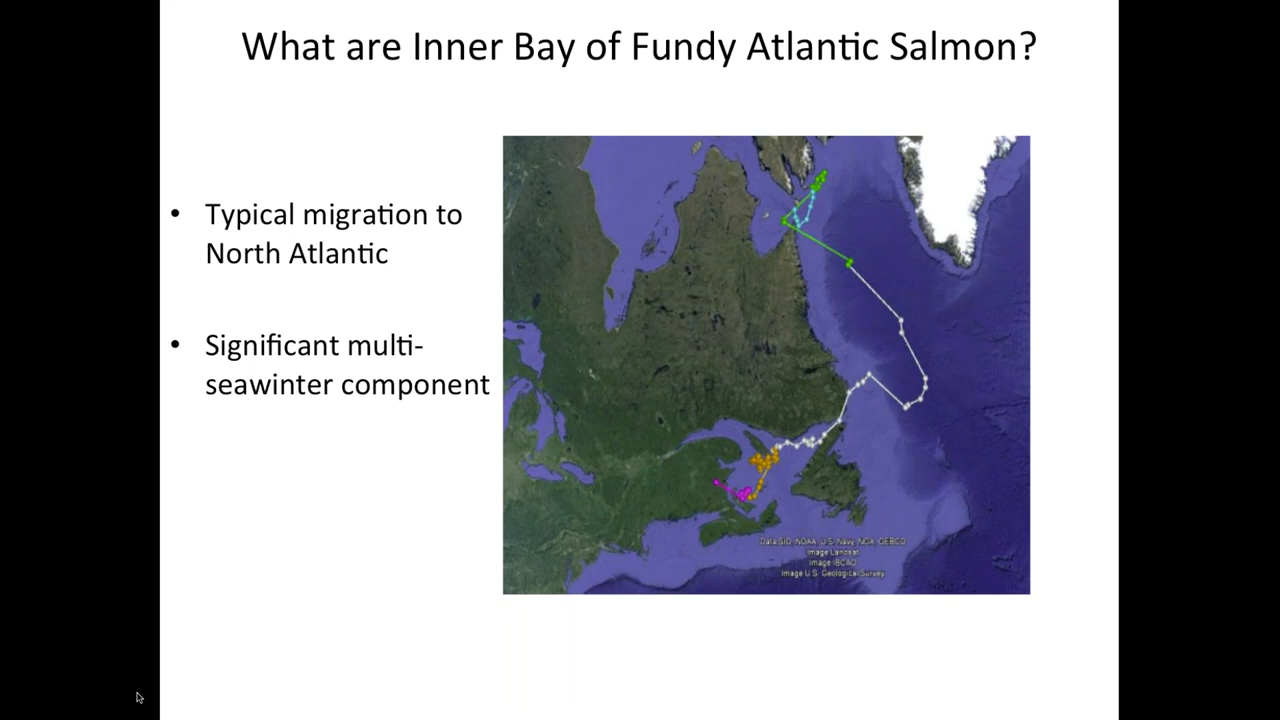 What are Inner Bay of Fundy Atlantic Salmon?
• Typical migration to
North Atlantic
• Significant multi-
seawinter component
Data SIO, NOAA, U.S. Navy, NGA, GEBCO
Image Landsat
Image IBCAO
Image U.S. Geological Survey